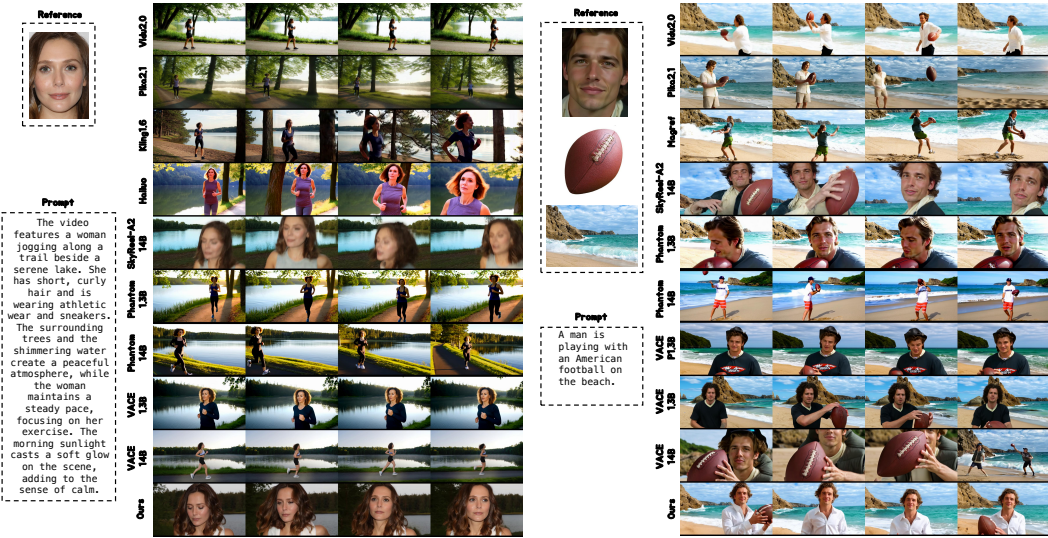 Reference
Prompt
The video
features a woman
jogging along a
trail beside a
serene lake. She
has short, curly
hair and is
wearing athletic
wear and sneakers.
The surrounding
trees and the
shimmering water
create a peaceful
atmosphere, while
the woman
maintains a
steady pace,
focusing on her
exercise. The
morning sunlight
casts a soft glow
on the scene,
adding to the
sense of calm.
Vidu2.0
Pika2.1
Kling1.6
Hailuo
SkyReel-A2
14B
Phantom
1.3B
Phantom
14B
VACE
1.3B
VACE
14B
Ours
Reference
Prompt
A man is
playing with
an American
football on
the beach.
Vidu2.0
Pika2.1
Magref
SkyReel-A2
14B
Phantom
1.3B
Phantom
14B
VACE
P1.3B
VACE
1.3B
VACE
14B
Ours